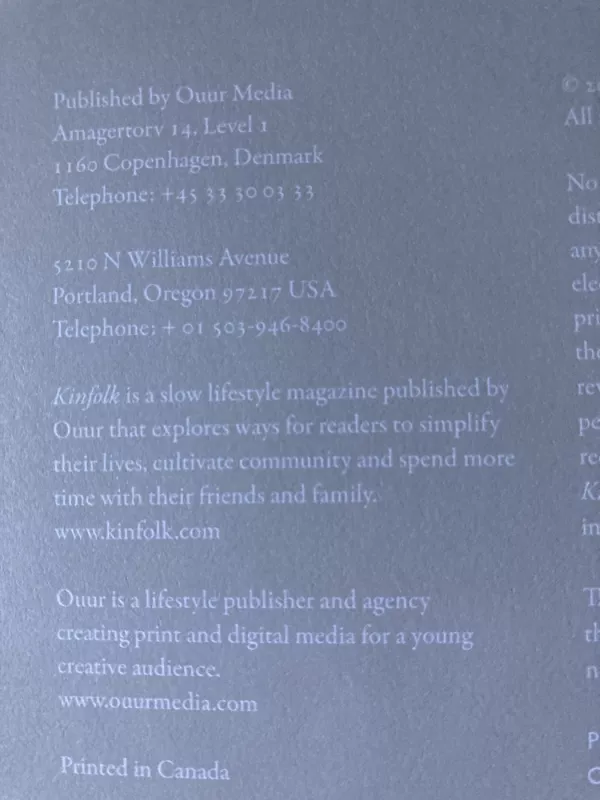 Published by Ouur Media
Amagertorv 14, Level 1
1160 Copenhagen, Denmark
Telephone: +45 33 30 03 33
5210 N Williams Avenue
Portland, Oregon 97217 USA
Telephone: + 01 503-946-8400
Kinfolk is a slow lifestyle magazine published by
Ouur that explores ways for readers to simplify
their lives, cultivate community and spend more
time with their friends and family.
www.kinfolk.com
Ouur is a lifestyle publisher and agency
creating print and digital media for a young
creative audience.
www.ouurmedia.com
Printed in Canada
©
All
No
any